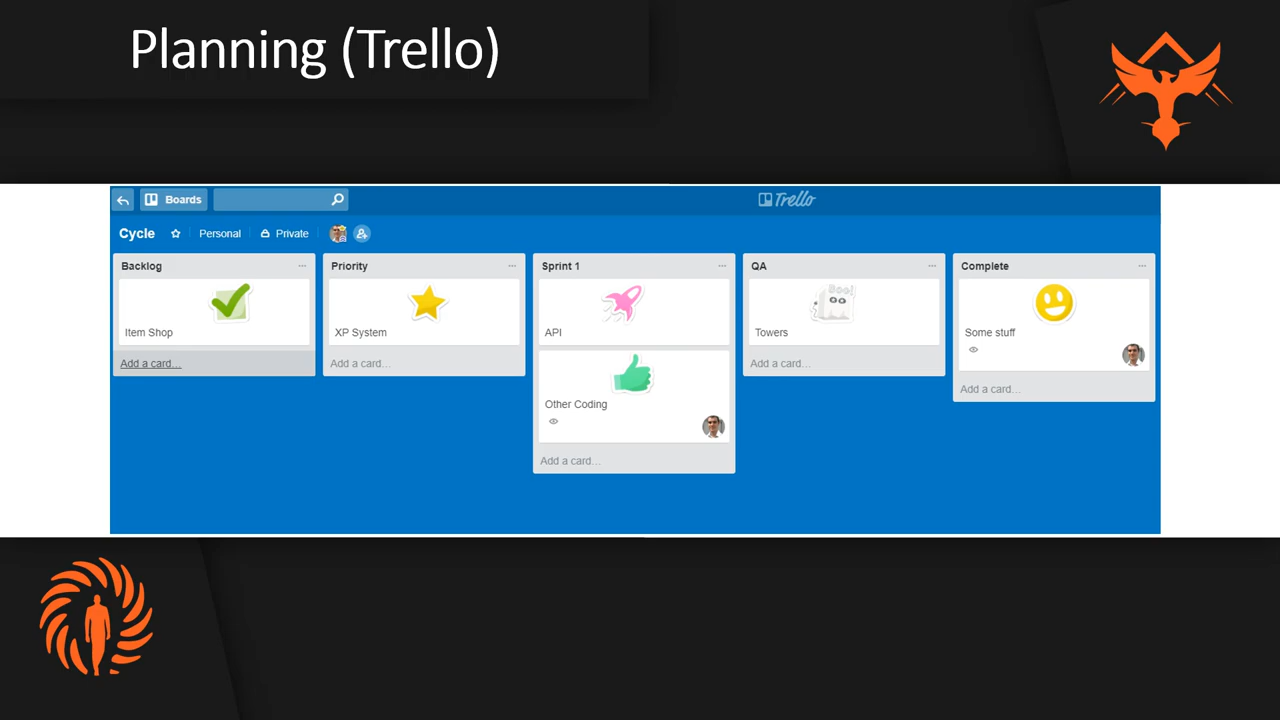 Planning (Trello)
Boards
Trello
Cycle
Personal
Private
Backlog
Item Shop
Add a card...
Priority
XP System
Add a card...
Sprint 1
API
Other Coding
Add a card...
QA
Boo!
Towers
Add a card...
Complete
Some stuff
Add a card...